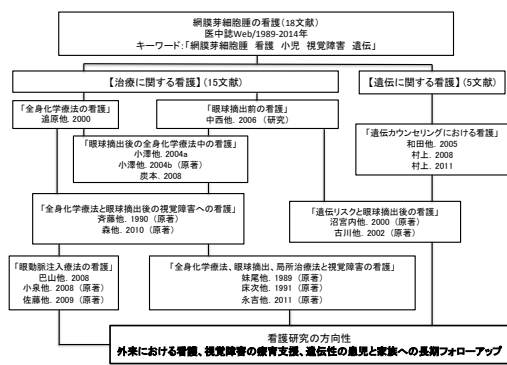 網膜芽細胞腫の看護(18文献)
医中誌Web/1989-2014年
キーワード:「網膜芽細胞腫 看護 小児 視覚障害 遺伝」
【治療に関する看護】(15文献)
【遺伝に関する看護】(5文献)
「全身化学療法の看護」
追原他. 2000
「眼球摘出前の看護」
中西他. 2006 (研究)
「遺伝カウンセリングにおける看護」
和田他. 2005
村上. 2008
村上. 2011
「眼球摘出後の全身化学療法中の看護」
小澤他. 2004a
小澤他. 2004b (原著)
炭本. 2008
「全身化学療法と眼球摘出後の視覚障害への看護」
斉藤他. 1990 (原著)
森他. 2010 (原著)
「遺伝リスクと眼球摘出後の看護」
沼宮内他. 2000 (原著)
古川他. 2002 (原著)
「眼動脈注入療法の看護」
巴山他. 2008
小泉他. 2008 (原著)
佐藤他. 2009 (原著)
「全身化学療法、眼球摘出、局所治療と視覚障害の看護」
妹尾他. 1989 (原著)
床次他. 1991 (原著)
永吉他. 2011 (原著)
看護研究の方向性
外来における看護、視覚障害の療育支援、遺伝性の患児と家族への長期フォローアップ